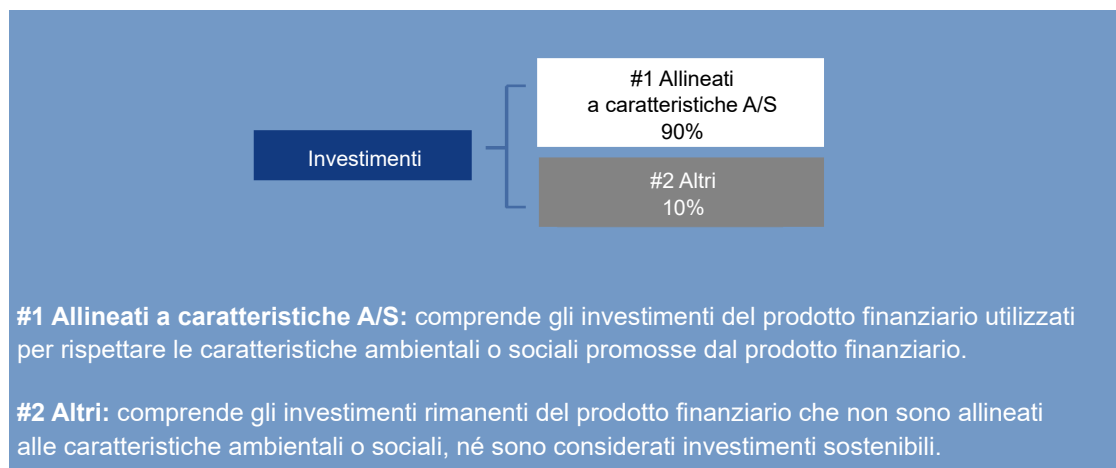 #1 Allineati
a caratteristiche A/S
90%
Investimenti
#2 Altri
10%
#1 Allineati a caratteristiche A/S: comprende gli investimenti del prodotto finanziario utilizzati
per rispettare le caratteristiche ambientali o sociali promosse dal prodotto finanziario.
#2 Altri: comprende gli investimenti rimanenti del prodotto finanziario che non sono allineati
alle caratteristiche ambientali o sociali, né sono considerati investimenti sostenibili.